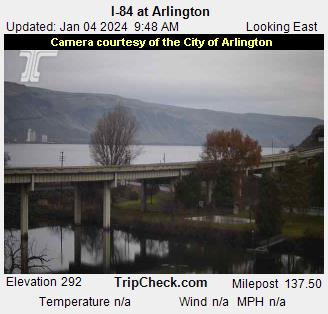 I-84 at Arlington
Updated: Jan 04 2024 9:48 AM Looking East
Camera courtesy of the City of Arlington
Elevation 292 TripCheck.com Milepost 137.50
Temperature n/a Wind n/a MPH n/a